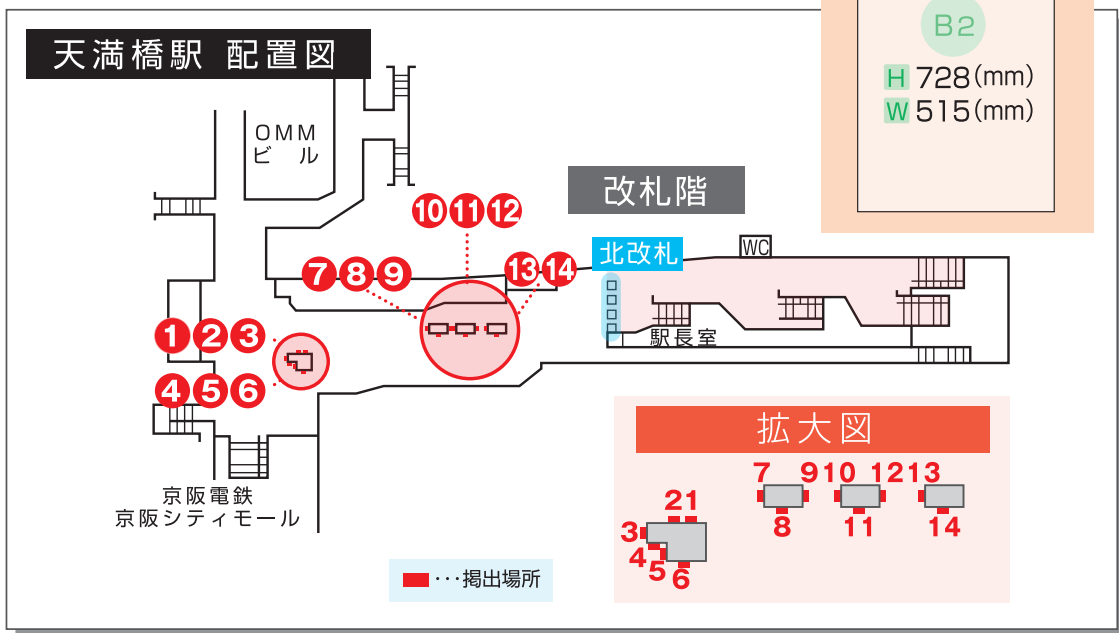 天満橋駅 配置図
B2
H 728(mm)
W 515(mm)
OMM
ビル
改札階
10 11 12
北改札
WC
7 8 9
13 14
1 2 3
駅長室
4 5 6
拡大図
7 9 10 12 13
8 11 14
2 1
3
4
5
6
京阪電鉄
京阪シティモール
･･･掲出場所